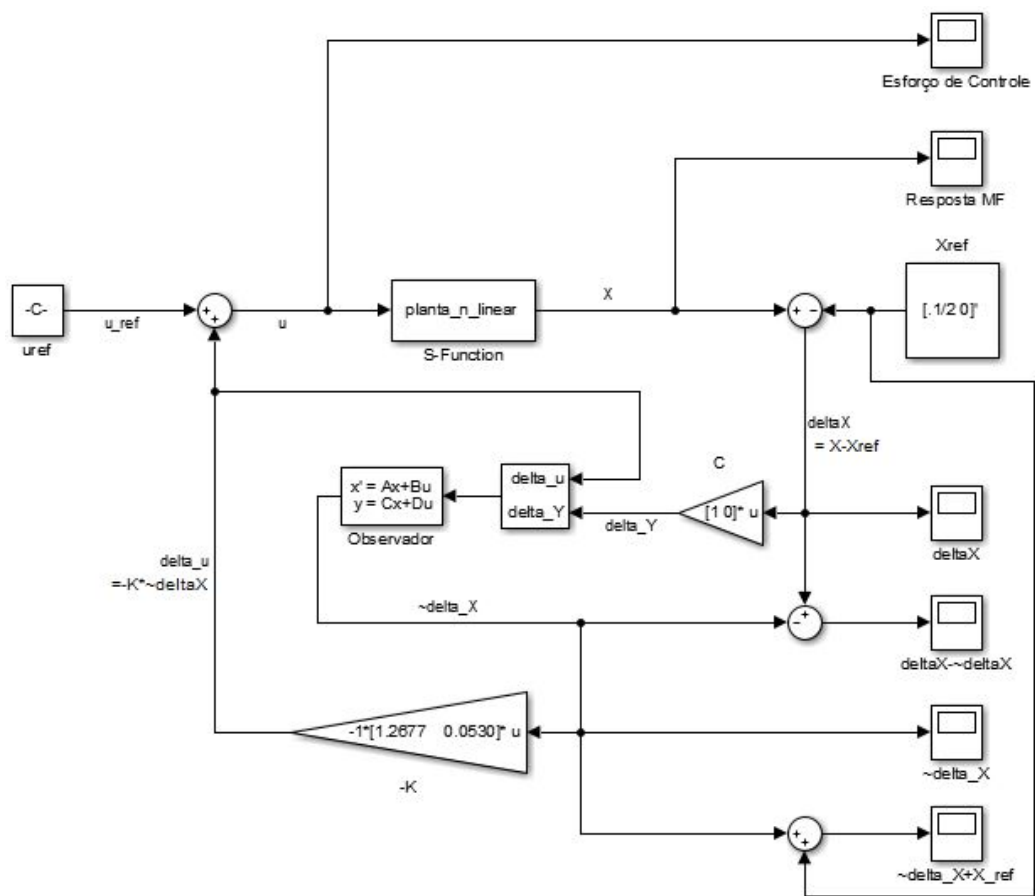 Esforço de Controle
Resposta MF
Xref
[.1/2 0]'
-C-
uref
u_ref
+
+
u
planta_n_linear
S-Function
X
+
-
deltaX
= X-Xref
C
[1 0]* u
delta_Y
delta_u
delta_Y
x' = Ax+Bu
y = Cx+Du
Observador
deltaX
delta_u
=-K*~deltaX
~delta_X
-
+
deltaX-~deltaX
-1*[1.2677 0.0530]* u
-K
~delta_X
+
+
~delta_X+X_ref